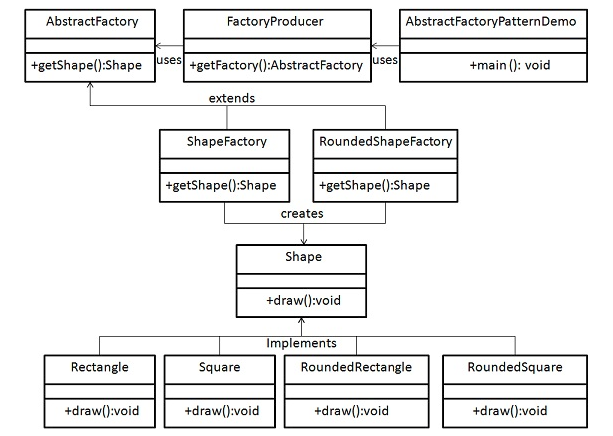 AbstractFactory
+getShape():Shape
uses
FactoryProducer
+getFactory():AbstractFactory
uses
AbstractFactoryPatternDemo
+main(): void
extends
ShapeFactory
+getShape():Shape
RoundedShapeFactory
+getShape():Shape
creates
Shape
+draw():void
Implements
Rectangle
+draw():void
Square
+draw():void
RoundedRectangle
+draw():void
RoundedSquare
+draw():void